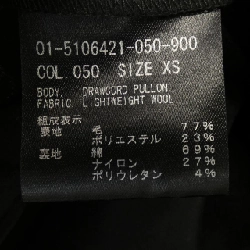 01-5106421-050-900
COL 050 SIZE XS
BODY. DRAWCORD PULLON.
FABRIC L.SHINEIGHT WOOL
組成表示
表地 毛 77%
ポリエステル 23%
裏地 綿 69%
ナイロン 27%
ポリウレタン 4%